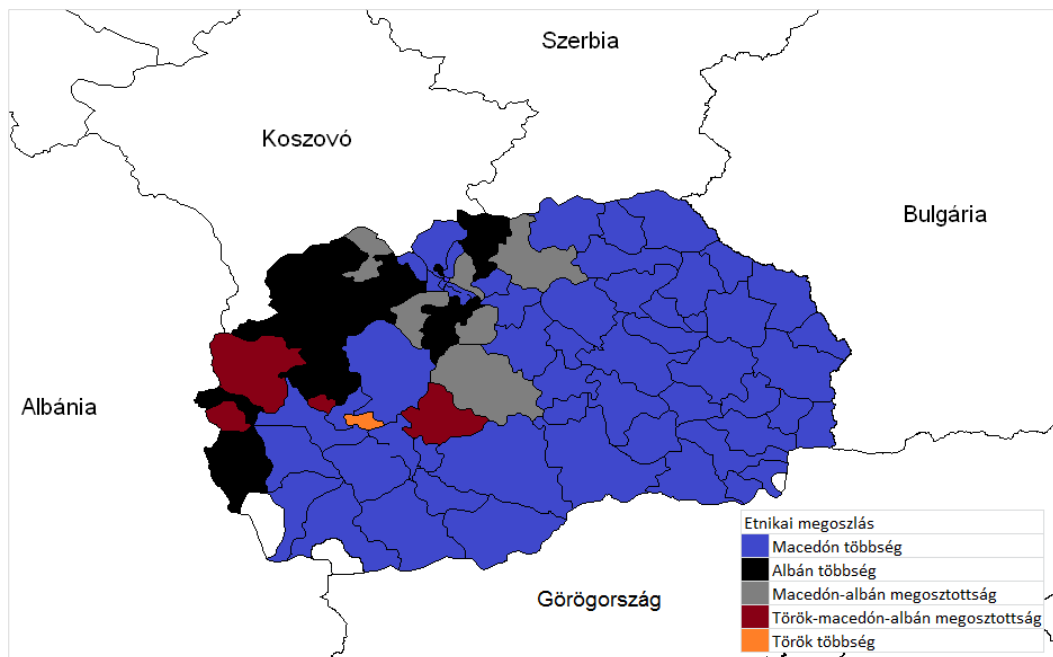 Szerbia
Koszovó
Bulgária
Albánia
Görögország
Etnikai megoszlás
Macedón többség
Albán többség
Macedón-albán megosztottság
Török-macedón-albán megosztottság
Török többség